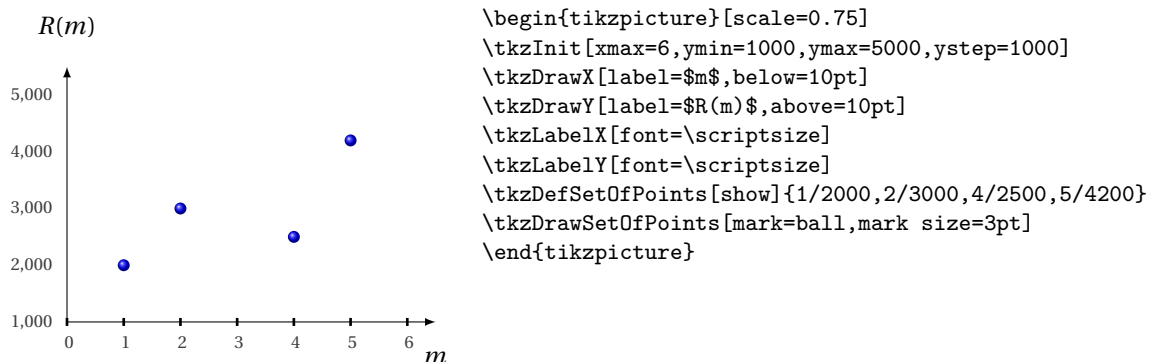 R(m)
5,000
4,000
3,000
2,000
1,000
0 1 2 3 4 5 6
m
\begin{tikzpicture}[scale=0.75]
\tkzInit[xmax=6,ymin=1000,ymax=5000,ystep=1000]
\tkzDrawX[label=$m$,below=10pt]
\tkzDrawY[label=$R(m)$,above=10pt]
\tkzLabelX[font=\scriptsize]
\tkzLabelY[font=\scriptsize]
\tkzDefSetOfPoints[show]{1/2000,2/3000,4/2500,5/4200}
\tkzDrawSetOfPoints[mark=ball,mark size=3pt]
\end{tikzpicture}